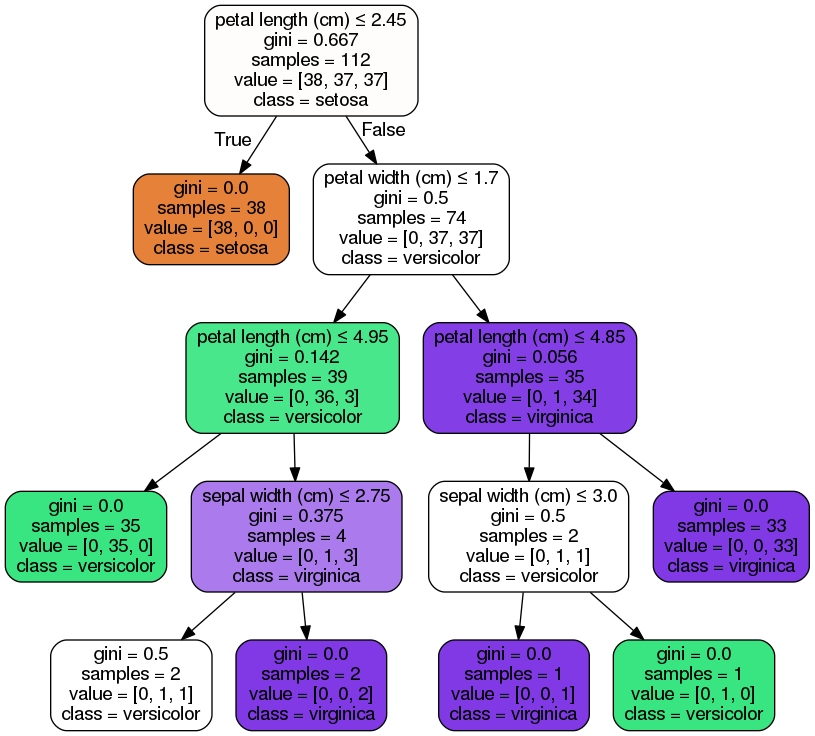 petal length (cm) ≤ 2.45
gini = 0.667
samples = 112
value = [38, 37, 37]
class = setosa
True
False
gini = 0.0
samples = 38
value = [38, 0, 0]
class = setosa
petal width (cm) ≤ 1.7
gini = 0.5
samples = 74
value = [0, 37, 37]
class = versicolor
petal length (cm) ≤ 4.95
gini = 0.142
samples = 39
value = [0, 36, 3]
class = versicolor
petal length (cm) ≤ 4.85
gini = 0.056
samples = 35
value = [0, 1, 34]
class = virginica
gini = 0.0
samples = 35
value = [0, 35, 0]
class = versicolor
sepal width (cm) ≤ 2.75
gini = 0.375
samples = 4
value = [0, 1, 3]
class = virginica
sepal width (cm) ≤ 3.0
gini = 0.5
samples = 2
value = [0, 1, 1]
class = versicolor
gini = 0.0
samples = 33
value = [0, 0, 33]
class = virginica
gini = 0.5
samples = 2
value = [0, 1, 1]
class = versicolor
gini = 0.0
samples = 2
value = [0, 0, 2]
class = virginica
gini = 0.0
samples = 1
value = [0, 0, 1]
class = virginica
gini = 0.0
samples = 1
value = [0, 1, 0]
class = versicolor